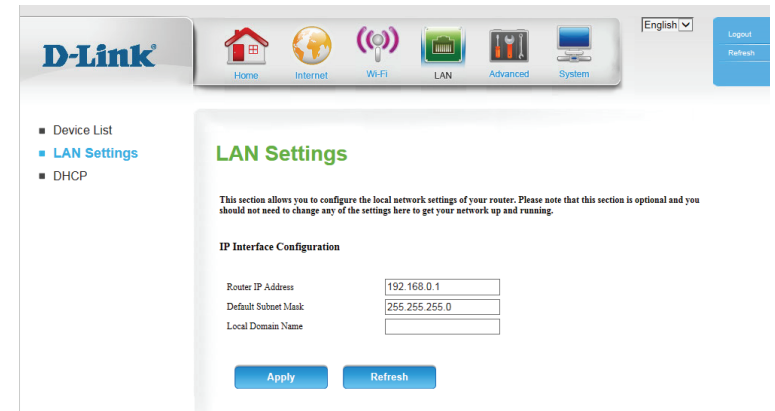 English
Logout
Refresh
D-Link®
Home Internet Wi-Fi LAN Advanced System
Device List
LAN Settings
DHCP
LAN Settings
This section allows you to configure the local network settings of your router. Please note that this section is optional and you
should not need to change any of the settings here to get your network up and running.
IP Interface Configuration
Router IP Address 192.168.0.1
Default Subnet Mask 255.255.255.0
Local Domain Name
Apply Refresh